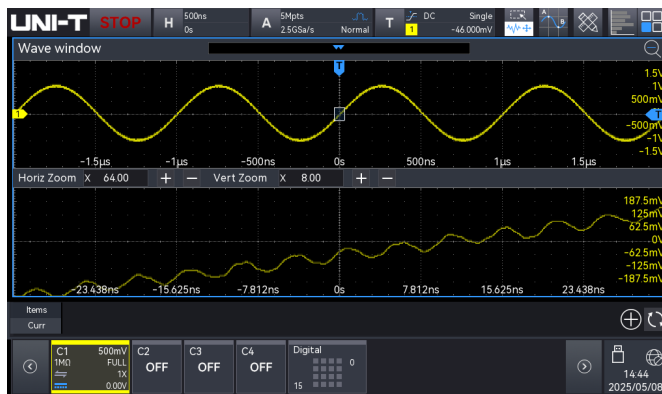 UNI-T STOP H 500ns 0s A 5Mpts 2.5GSa/s Normal T DC 1 Single -46.000mV A B
Wave window
T
1.5V
1V
500mV
1
T
-500mV
-1V
-1.5V
-1.5µs -1µs -500ns 0s 500ns 1µs 1.5µs
Horiz Zoom X 64.00 + − Vert Zoom X 8.00 + −
187.5mV
125mV
62.5mV
0V
-62.5mV
-125mV
-187.5mV
-23.438ns -15.625ns -7.812ns 0s 7.812ns 15.625ns 23.438ns
Items
Curr
C1 500mV C2 C3 C4 Digital
1MΩ FULL OFF OFF OFF 0
1X
0.00V 15
14:44
2025/05/08